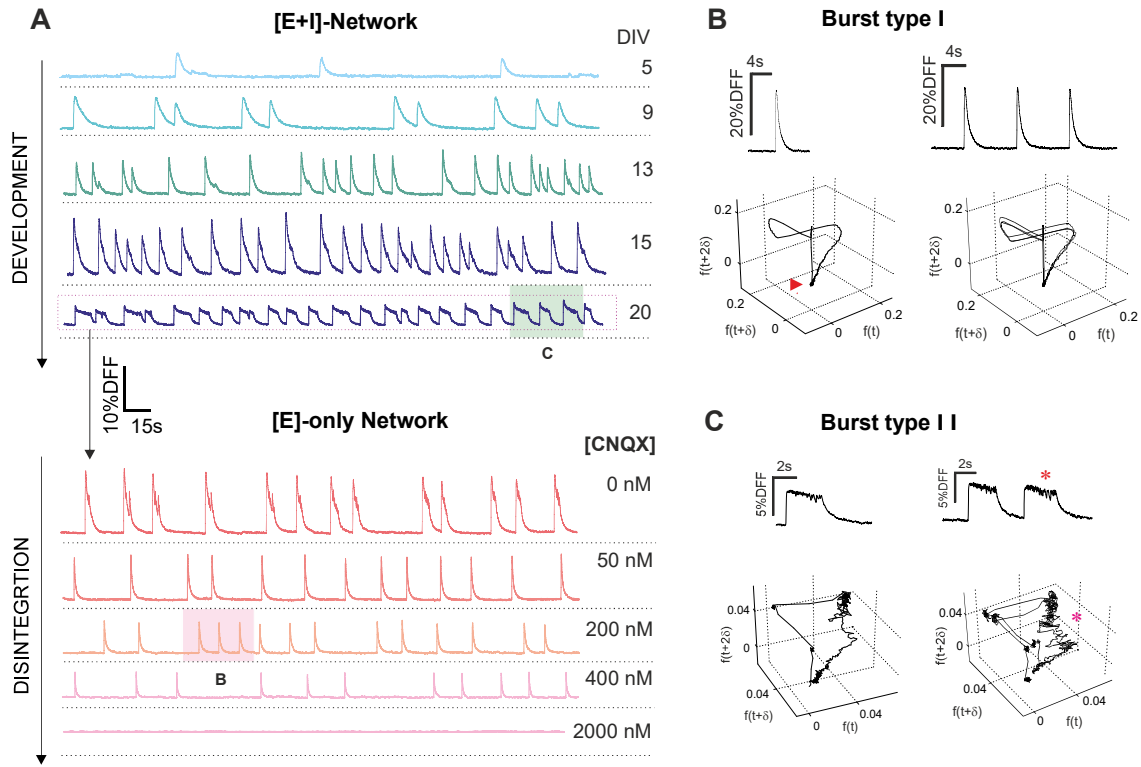 A
[E+I]-Network
DIV
5
9
13
15
20
DEVELOPMENT
C
10%DFF
15s
[E]-only Network
[CNQX]
0 nM
50 nM
200 nM
400 nM
2000 nM
B
DISINTEGRTION
B
Burst type I
4s
20%DFF
4s
20%DFF
0.2
0
0.2
0
0
0.2
f(t+2δ)
f(t+δ)
f(t)
0.2
0
0.2
0
0
0.2
f(t+2δ)
f(t+δ)
f(t)
C
Burst type I I
2s
5%DFF
2s
5%DFF
*
0.04
0
0.04
0
0.04
f(t+2δ)
f(t+δ)
f(t)
0.04
0
0.04
0
0.04
f(t+2δ)
f(t+δ)
f(t)
*